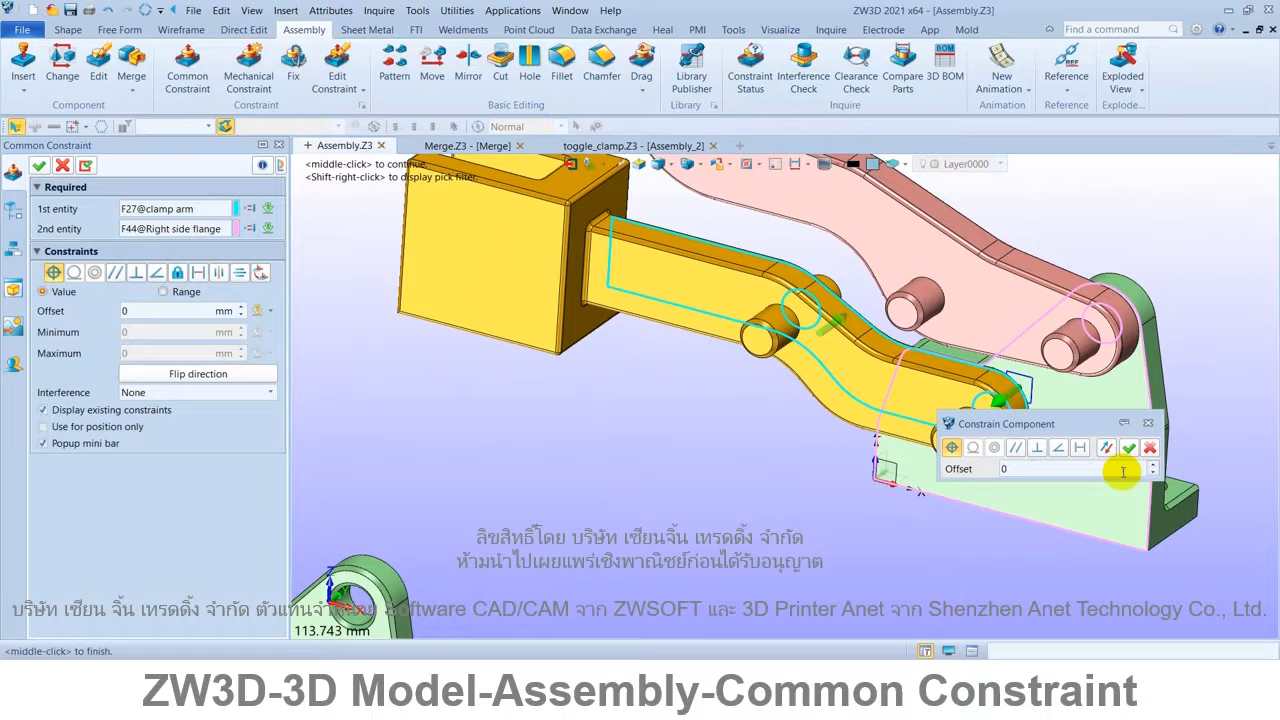 File Edit View Insert Attributes Inquire Tools Utilities Applications Window Help ZW3D 2021 x64 - [Assembly.Z3]
File Shape Free Form Wireframe Direct Edit Assembly Sheet Metal FTI Weldments Point Cloud Data Exchange Heal PMI Tools Visualize Inquire Electrode App Mold Find a command
Insert Change Edit Merge Common Constraint Mechanical Constraint Fix Edit Constraint Pattern Move Mirror Cut Hole Fillet Chamfer Drag Library Publisher Constraint Status Interference Check Clearance Check Compare Parts 3D BOM New Animation Reference Exploded View
Component Constraint Basic Editing Library Inquire Animation Reference Explode...
Normal
Common Constraint Assembly.Z3 Merge.Z3 - [Merge] toggle_clamp.Z3 - [Assembly_2]
<middle-click> to continue.
Layer0000
<Shift-right-click> to display pick filter.
Required
1st entity F27@clamp arm
2nd entity F44@Right side flange
Constraints
Value Range
Offset 0 mm
Minimum 0 mm
Maximum 0 mm
Flip direction
Interference None
Display existing constraints
Use for position only
Popup mini bar
Constrain Component
Offset 0
ลิขสิทธิ์โดย บริษัท เซียนจิ้น เทรดดิ้ง จำกัด
ห้ามนำไปเผยแพร่เชิงพาณิชย์ก่อนได้รับอนุญาต
บริษัท เซียน จิ้น เทรดดิ้ง จำกัด ตัวแทนจำหน่าย Software CAD/CAM จาก ZWSOFT และ 3D Printer Anet จาก Shenzhen Anet Technology Co., Ltd.
113.743 mm
<middle-click> to finish.
ZW3D-3D Model-Assembly-Common Constraint